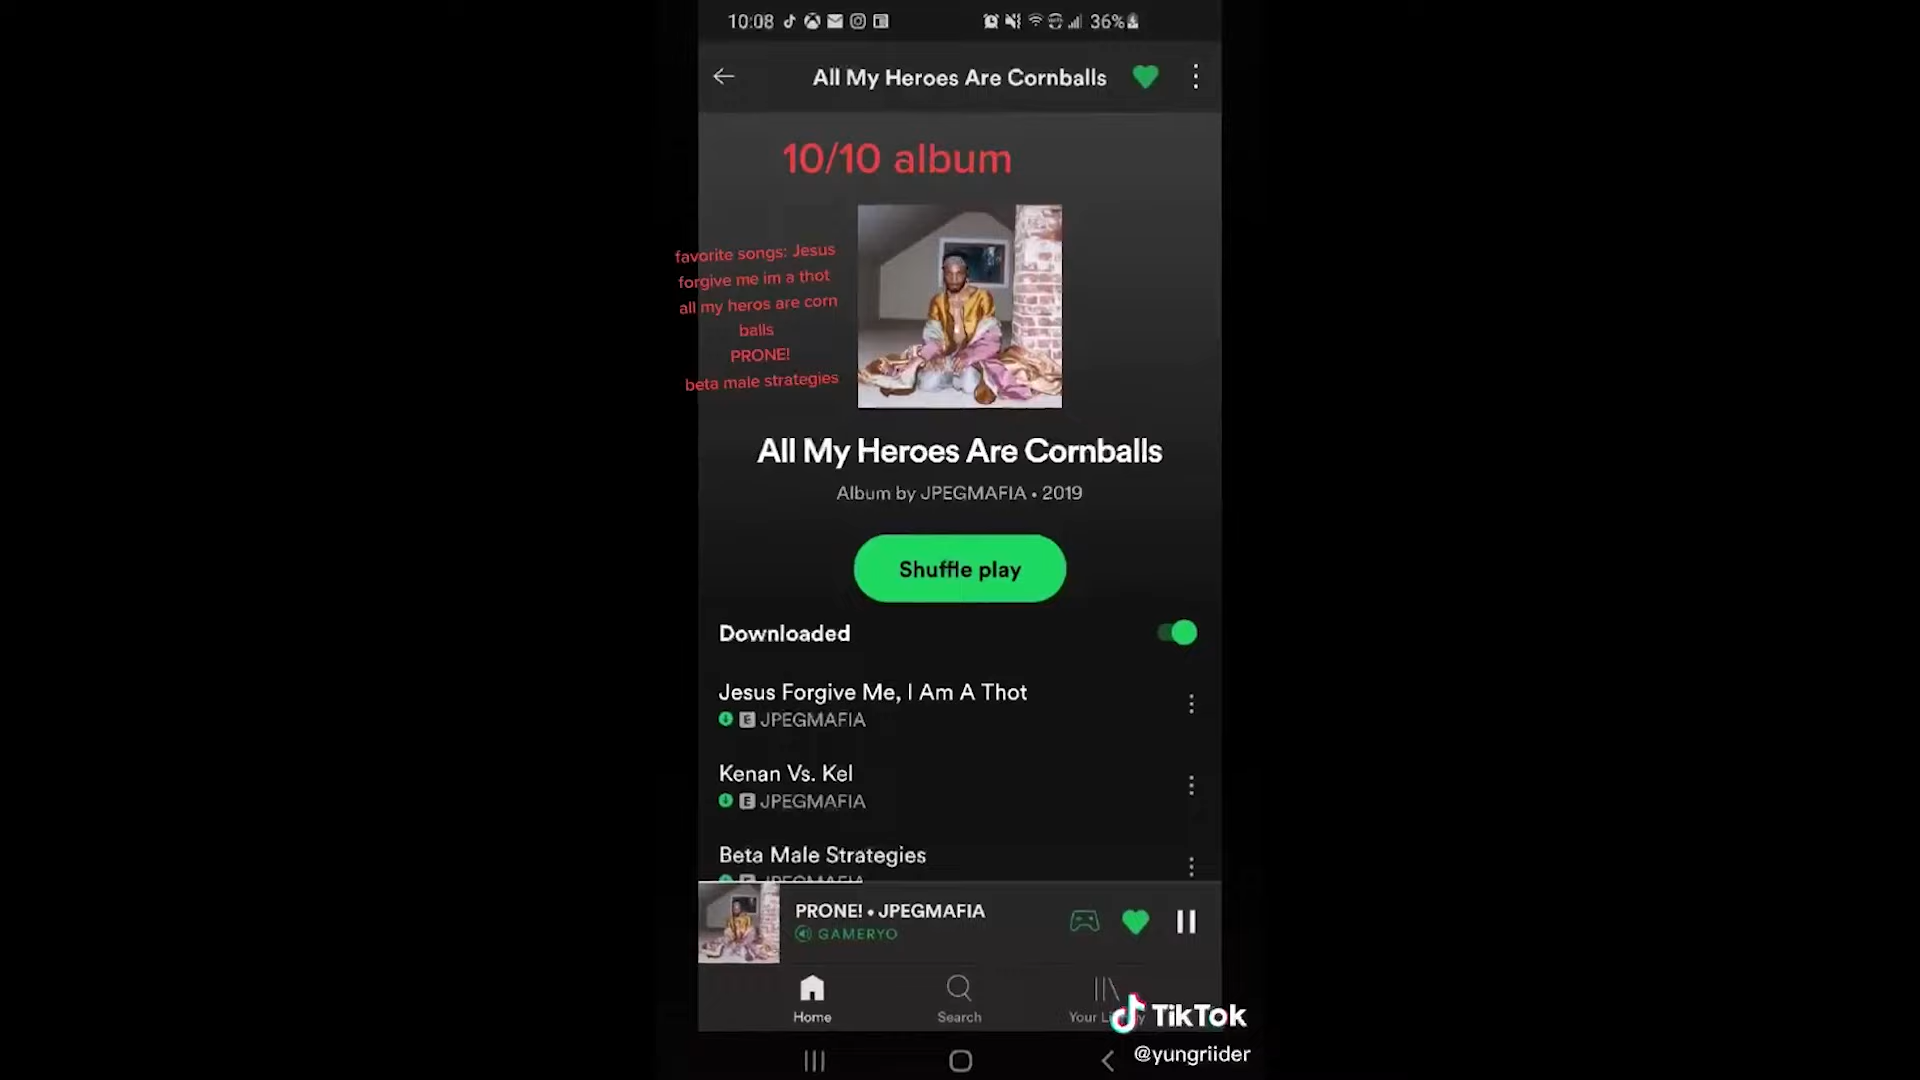 10:08
36%
All My Heroes Are Cornballs
10/10 album
favorite songs: Jesus
forgive me im a thot
all my heros are corn
balls
PRONE!
beta male strategies
All My Heroes Are Cornballs
Album by JPEGMAFIA • 2019
Shuffle play
Downloaded
Jesus Forgive Me, I Am A Thot
E JPEGMAFIA
Kenan Vs. Kel
E JPEGMAFIA
Beta Male Strategies
E JPEGMAFIA
PRONE! • JPEGMAFIA
GAMERYO
Home
Search
Your
TikTok
@yungriider